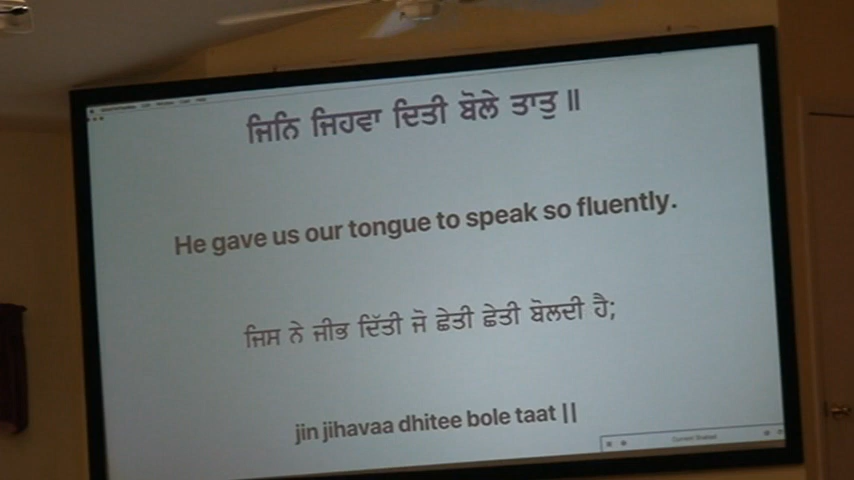 ਜਿਨਿ ਜਿਹਵਾ ਦਿਤੀ ਬੋਲੇ ਤਾਤੁ ॥
He gave us our tongue to speak so fluently.
ਜਿਸ ਨੇ ਜੀਭ ਦਿੱਤੀ ਜੋ ਛੇਤੀ ਛੇਤੀ ਬੋਲਦੀ ਹੈ;
jin jihavaa dhitee bole taat ||